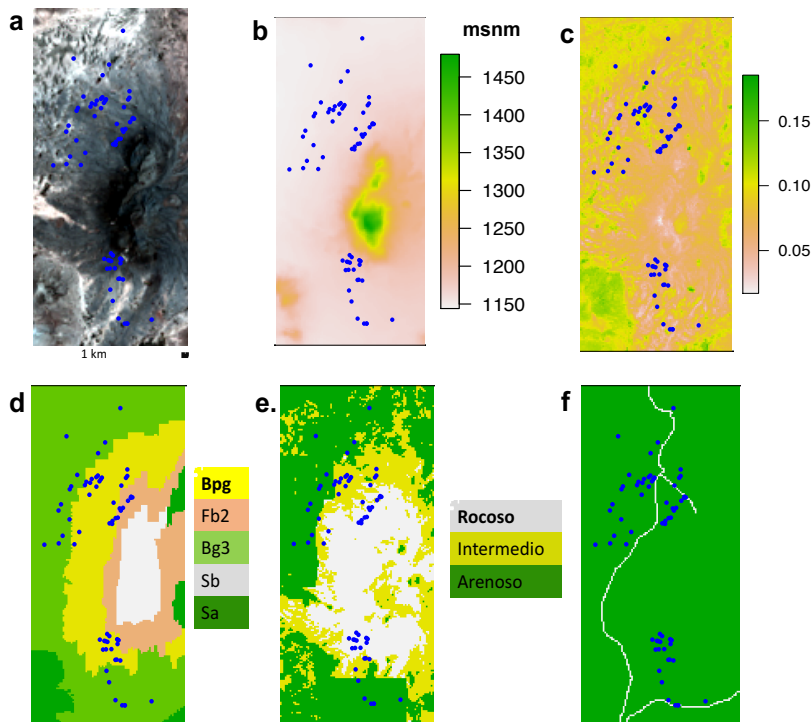 a
1 km
b
msnm
1450
1400
1350
1300
1250
1200
1150
c
0.15
0.10
0.05
d
Bpg
Fb2
Bg3
Sb
Sa
e.
Rocoso
Intermedio
Arenoso
f